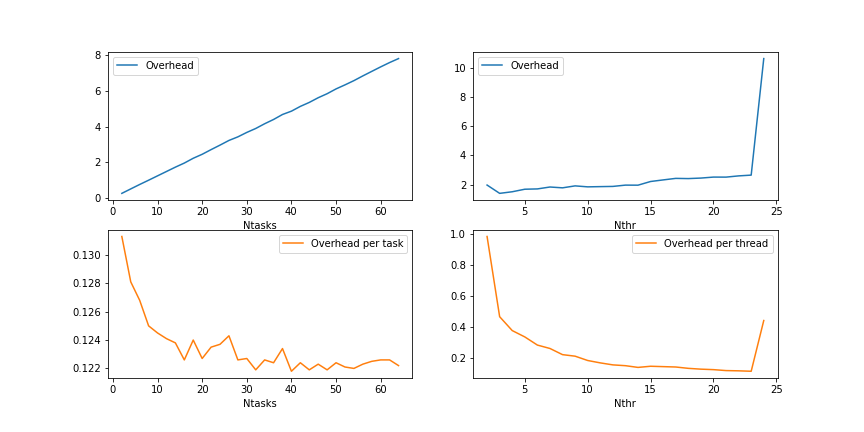 Overhead
8
6
4
2
0
0 10 20 30 40 50 60
Ntasks
Overhead
10
8
6
4
2
5 10 15 20 25
Nthr
Overhead per task
0.130
0.128
0.126
0.124
0.122
0 10 20 30 40 50 60
Ntasks
Overhead per thread
1.0
0.8
0.6
0.4
0.2
5 10 15 20 25
Nthr